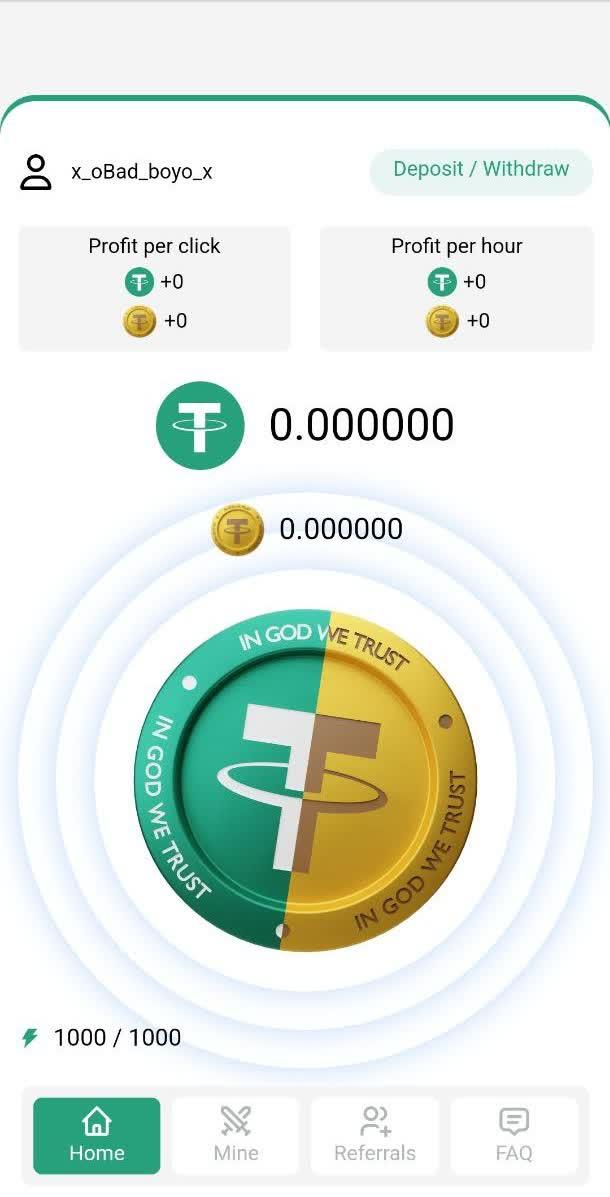 x_oBad_boyo_x
Deposit / Withdraw
Profit per click
+0
+0
Profit per hour
+0
+0
0.000000
0.000000
IN GOD WE TRUST
IN GOD WE TRUST
IN GOD WE TRUST
1000 / 1000
Home
Mine
Referrals
FAQ